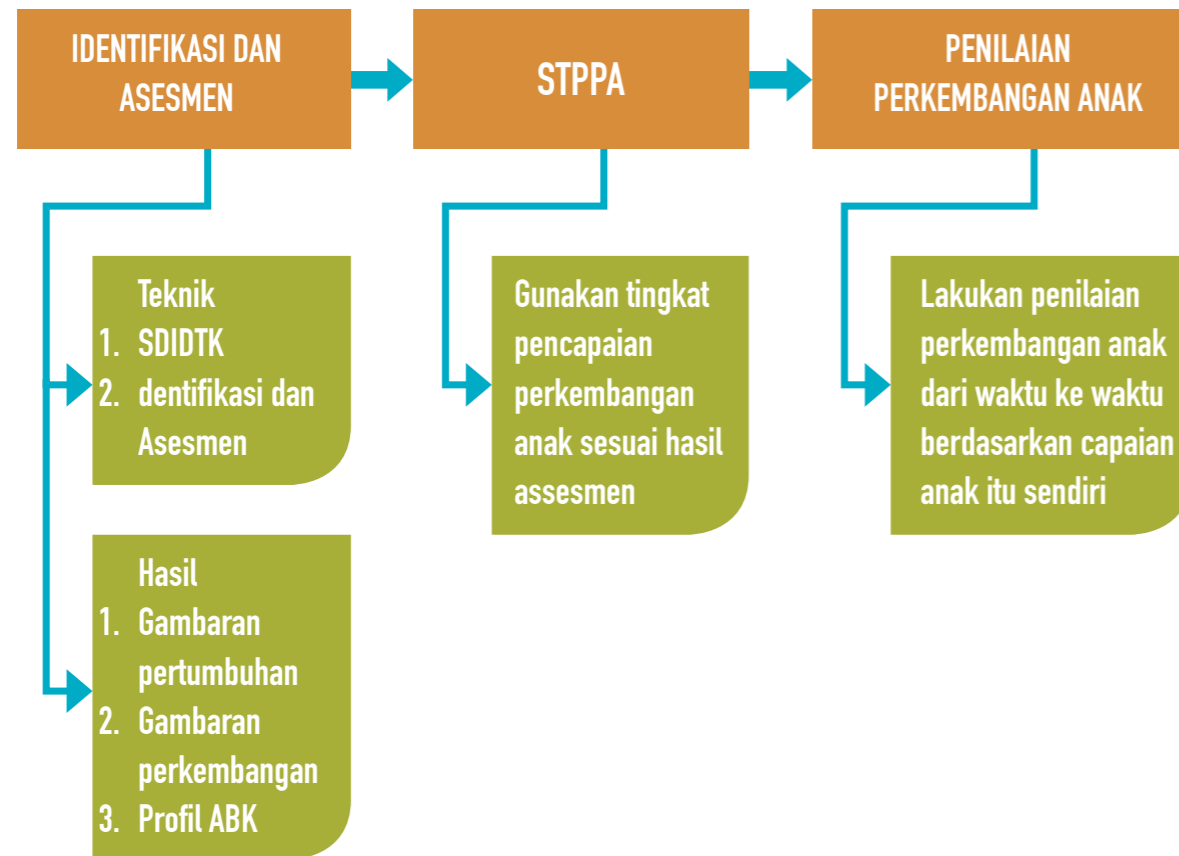 IDENTIFIKASI DAN
ASESMEN
STPPA
PENILAIAN
PERKEMBANGAN ANAK
Teknik
1. SDIDTK
2. dentifikasi dan
Asesmen
Hasil
1. Gambaran
pertumbuhan
2. Gambaran
perkembangan
3. Profil ABK
Gunakan tingkat
pencapaian
perkembangan
anak sesuai hasil
assesmen
Lakukan penilaian
perkembangan anak
dari waktu ke waktu
berdasarkan capaian
anak itu sendiri